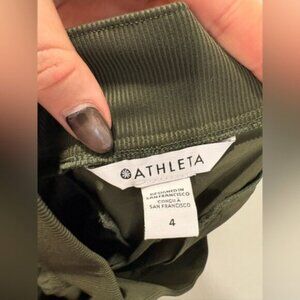 ATHLETA
DESIGNED IN
SAN FRANCISCO
CONÇU À
SAN FRANCISCO
4